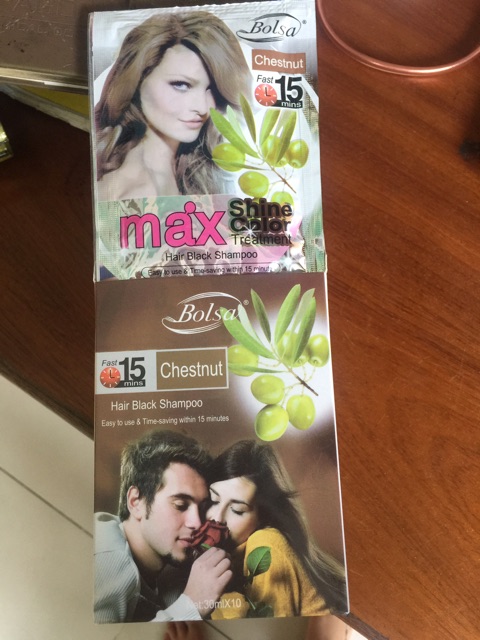 Bolsa®
Chestnut
Fast
15
mins
max
Shine
Color
Treatment
Hair Black Shampoo
Easy to use & Time-saving within 15 minut
Bolsa®
Fast
15
mins
Chestnut
Hair Black Shampoo
Easy to use & Time-saving within 15 minutes
30mlX10